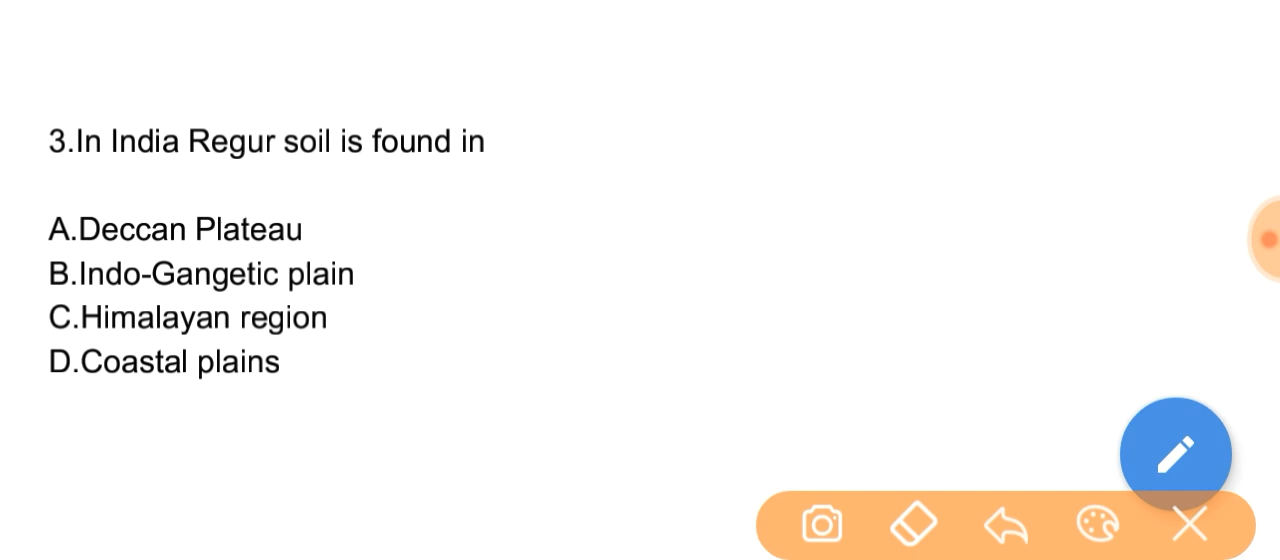 3.In India Regur soil is found in
A.Deccan Plateau
B.Indo-Gangetic plain
C.Himalayan region
D.Coastal plains